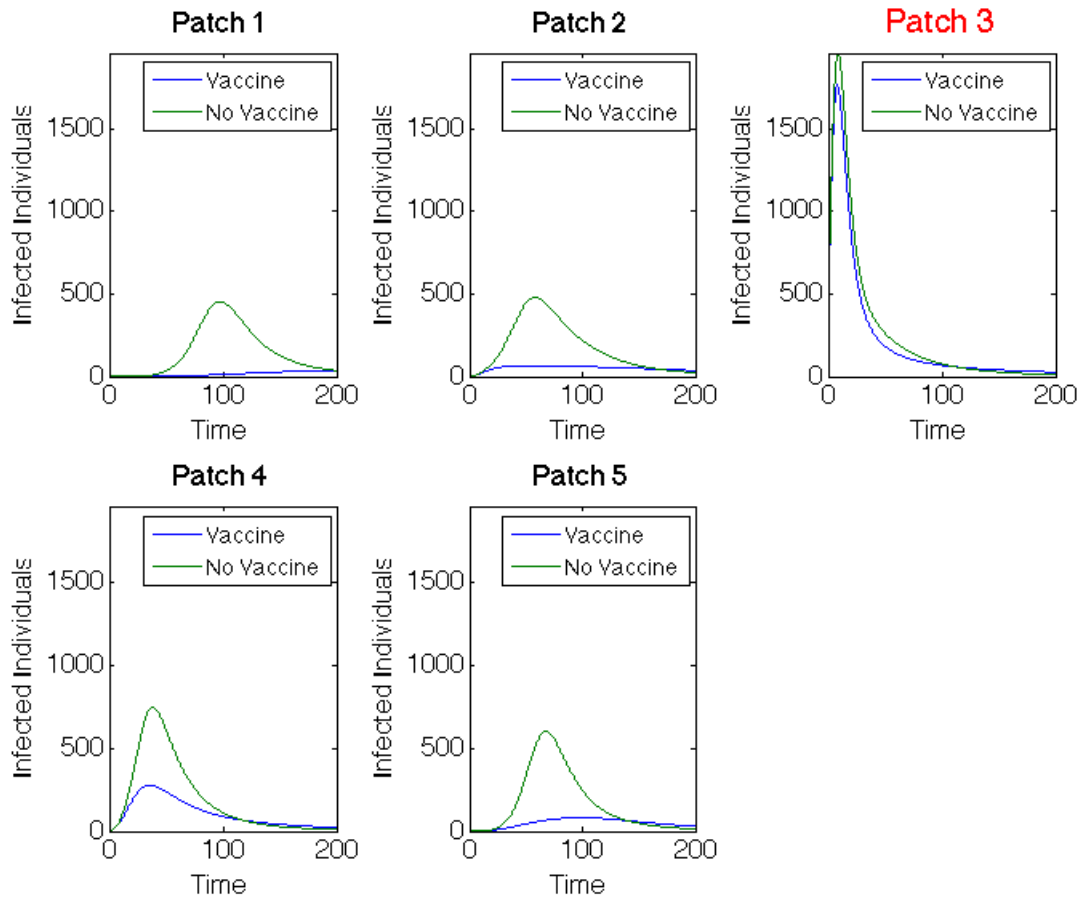 Patch 1
Vaccine
No Vaccine
Infected Individuals
1500
1000
500
0
0 100 200
Time
Patch 2
Vaccine
No Vaccine
Infected Individuals
1500
1000
500
0
0 100 200
Time
Patch 3
Vaccine
No Vaccine
Infected Individuals
1500
1000
500
0
0 100 200
Time
Patch 4
Vaccine
No Vaccine
Infected Individuals
1500
1000
500
0
0 100 200
Time
Patch 5
Vaccine
No Vaccine
Infected Individuals
1500
1000
500
0
0 100 200
Time